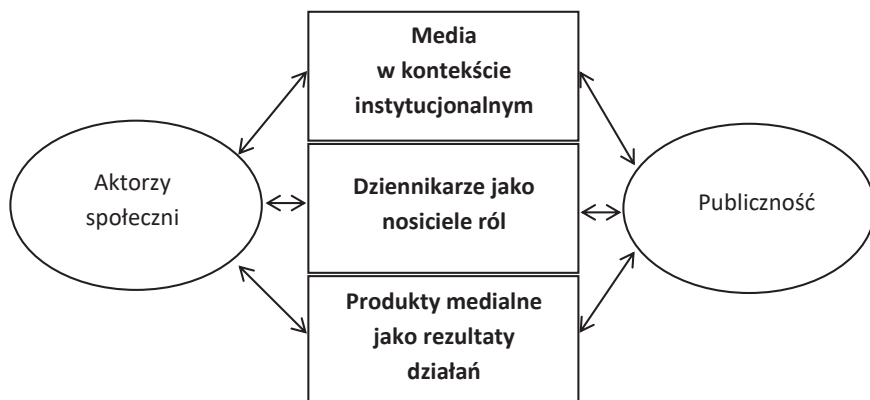 Media
w kontekście
instytucjonalnym
Aktorzy
społeczni
Dziennikarze jako
nosiciele ról
Publiczność
Produkty medialne
jako rezultaty
działań